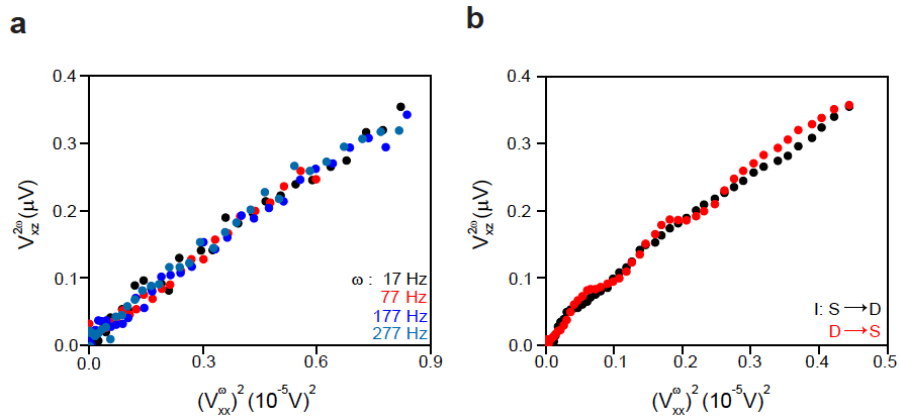 a
b
0.4
0.3
0.2
0.1
0.0
V_xz^2ω (μV)
ω : 17 Hz
77 Hz
177 Hz
277 Hz
0.0 0.3 0.6 0.9
(V_xx^ω)^2 (10^-5V)^2
0.4
0.3
0.2
0.1
0.0
V_xz^2ω (μV)
I: S→D
D→S
0.0 0.1 0.2 0.3 0.4 0.5
(V_xx^ω)^2 (10^-5V)^2